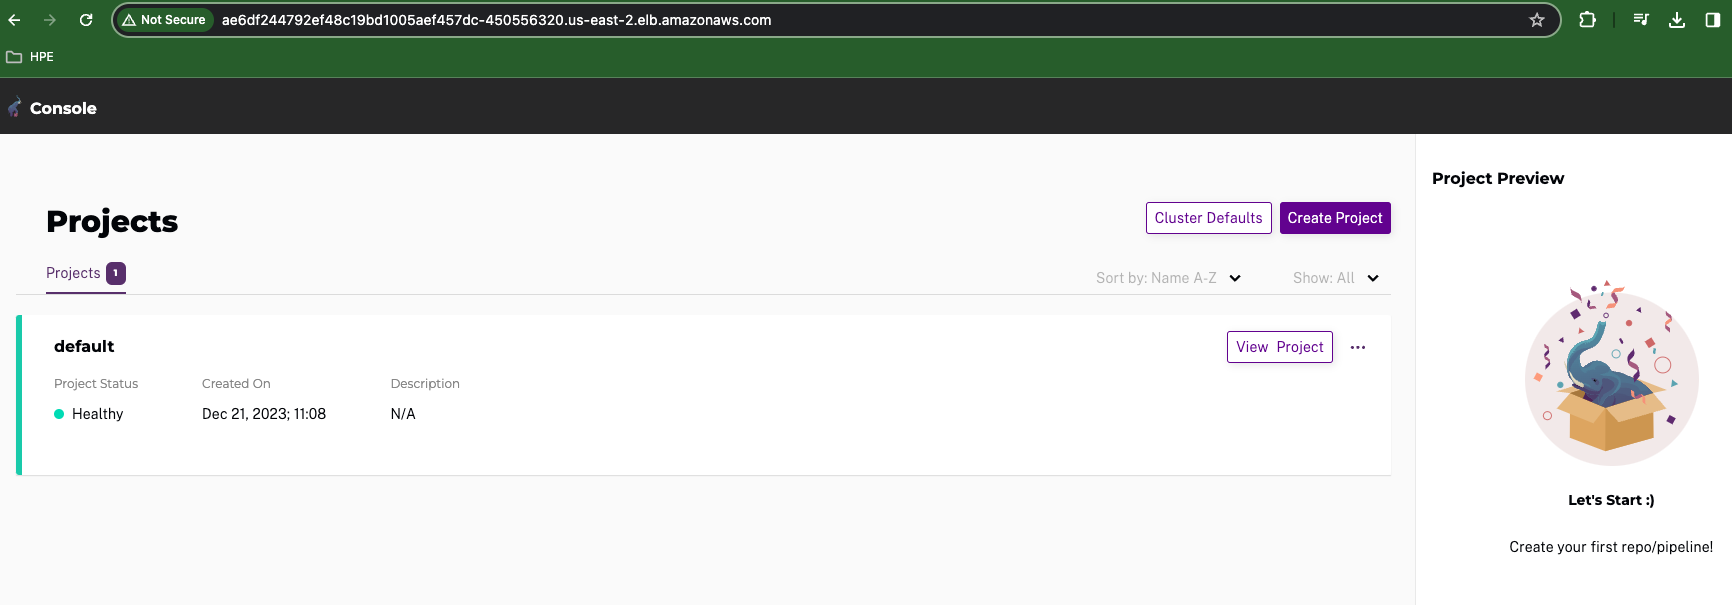 Not Secure ae6df244792ef48c19bd1005aef457dc-450556320.us-east-2.elb.amazonaws.com
HPE
Console
Projects
Cluster Defaults
Create Project
Projects 1
Sort by: Name A-Z
Show: All
default
View Project
Project Status
Created On
Description
Healthy
Dec 21, 2023; 11:08
N/A
Project Preview
Let's Start :)
Create your first repo/pipeline!